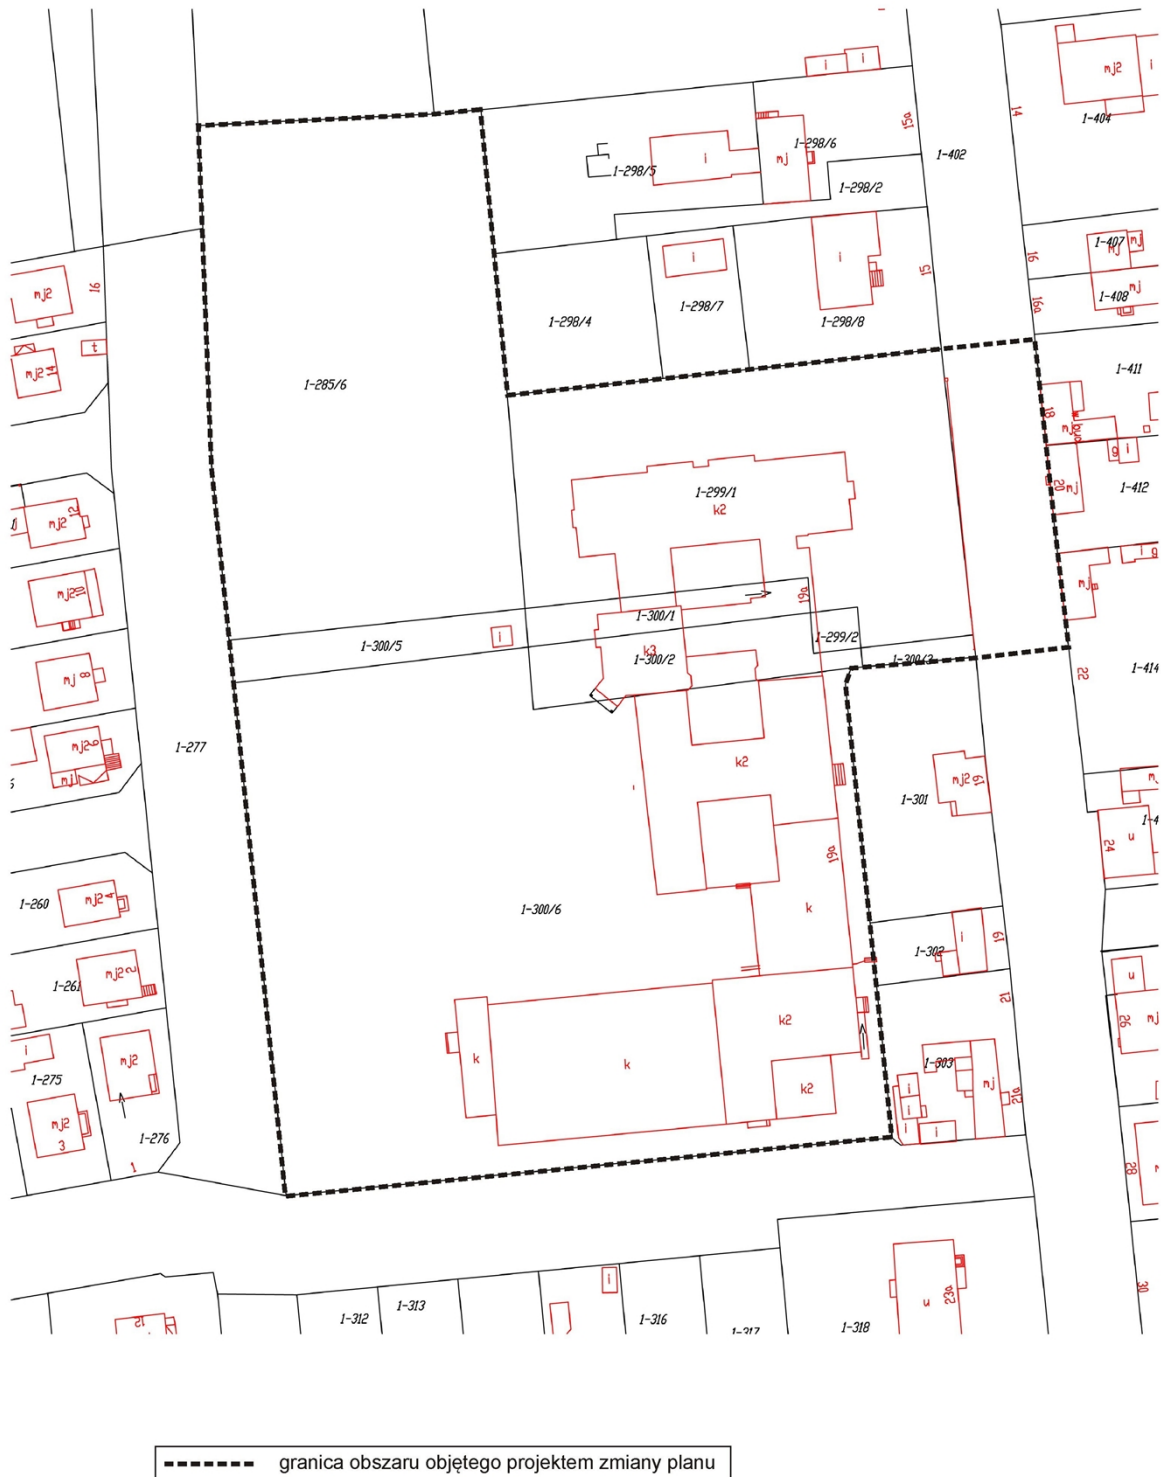 i
i
mj2
i
15a
14
1-404
1-298/6
i
mj
1-402
1-298/5
1-298/2
1-407
mj
mj
16
i
i
15
mj2
16
mj
16a
1-408
1-298/7
1-298/4
1-298/8
t
mj2
14
1-285/6
1-411
18
mj
g
i
1-299/1
k2
20
mj
1-412
mj2
12
i
g
mj
mj2
10
19a
1-300/1
1-299/2
1-300/5
i
k3
1-300/2
1-300/3
1-414
22
mj
8
1-277
mj2
6
mj
k2
mj2
19
1-301
u
24
19a
mj2
4
1-260
1-300/6
k
i
19
1-302
mj2
2
1-261
u
21
k2
26
mj
i
mj2
k
k
1-303
1-275
k2
i
mj
21a
i
mj2
3
i
i
1-276
1
28
i
30
u
23a
1-313
1-312
1-316
1-317
1-318
12
granica obszaru objętego projektem zmiany planu